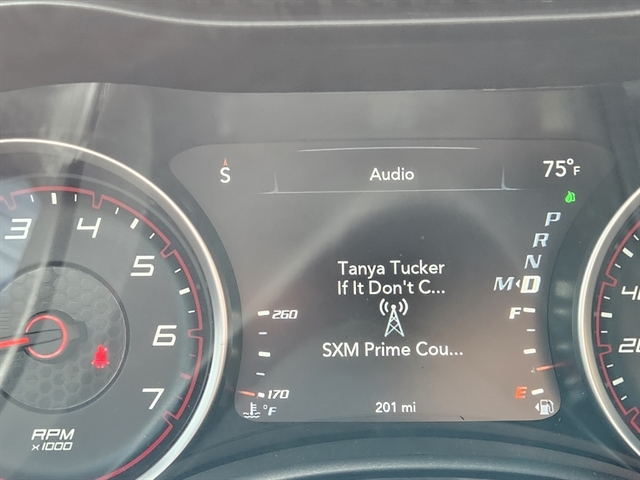 S
Audio
75°F
3
4
5
6
7
RPM
x1000
P
R
N
M D
Tanya Tucker
If It Don't C...
SXM Prime Cou...
260
170
°F
F
E
201 mi
20